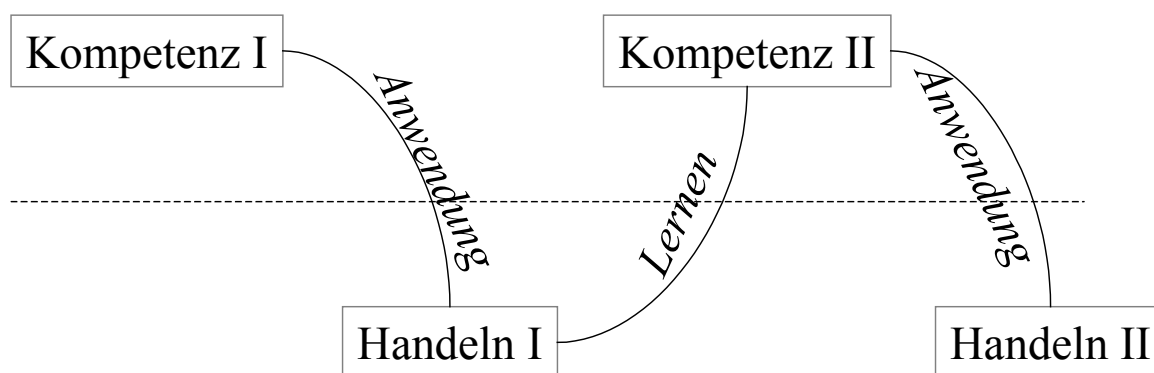 Kompetenz I
Kompetenz II
Anwendung
Lernen
Anwendung
Handeln I
Handeln II